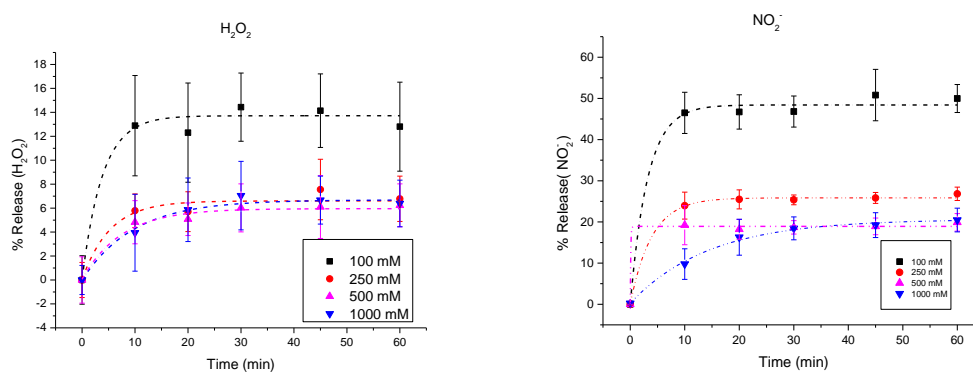 H₂O₂
% Release (H₂O₂)
18
16
14
12
10
8
6
4
2
0
-2
-4
0 10 20 30 40 50 60
Time (min)
100 mM
250 mM
500 mM
1000 mM
NO₂⁻
% Release( NO₂⁻)
60
50
40
30
20
10
0
0 10 20 30 40 50 60
Time (min)
100 mM
250 mM
500 mM
1000 mM